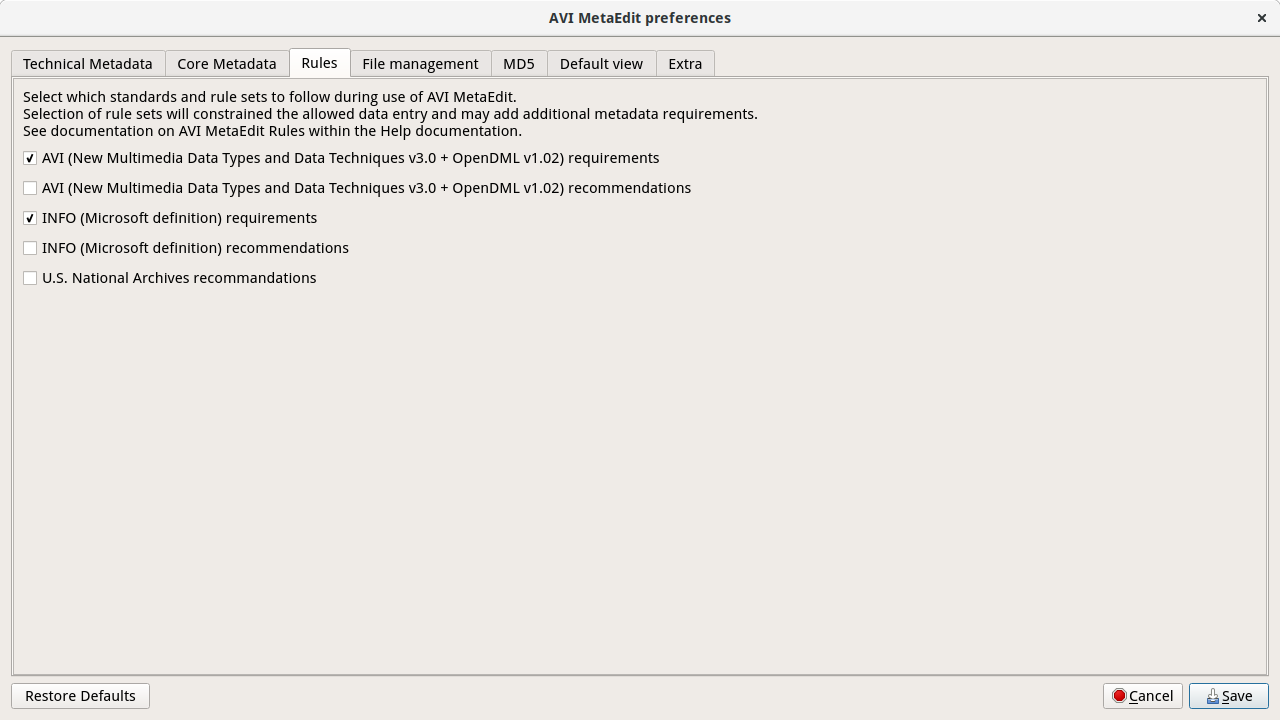 AVI MetaEdit preferences
Technical Metadata
Core Metadata
Rules
File management
MD5
Default view
Extra
Select which standards and rule sets to follow during use of AVI MetaEdit.
Selection of rule sets will constrained the allowed data entry and may add additional metadata requirements.
See documentation on AVI MetaEdit Rules within the Help documentation.
AVI (New Multimedia Data Types and Data Techniques v3.0 + OpenDML v1.02) requirements
AVI (New Multimedia Data Types and Data Techniques v3.0 + OpenDML v1.02) recommendations
INFO (Microsoft definition) requirements
INFO (Microsoft definition) recommendations
U.S. National Archives recommandations
Restore Defaults
Cancel
Save